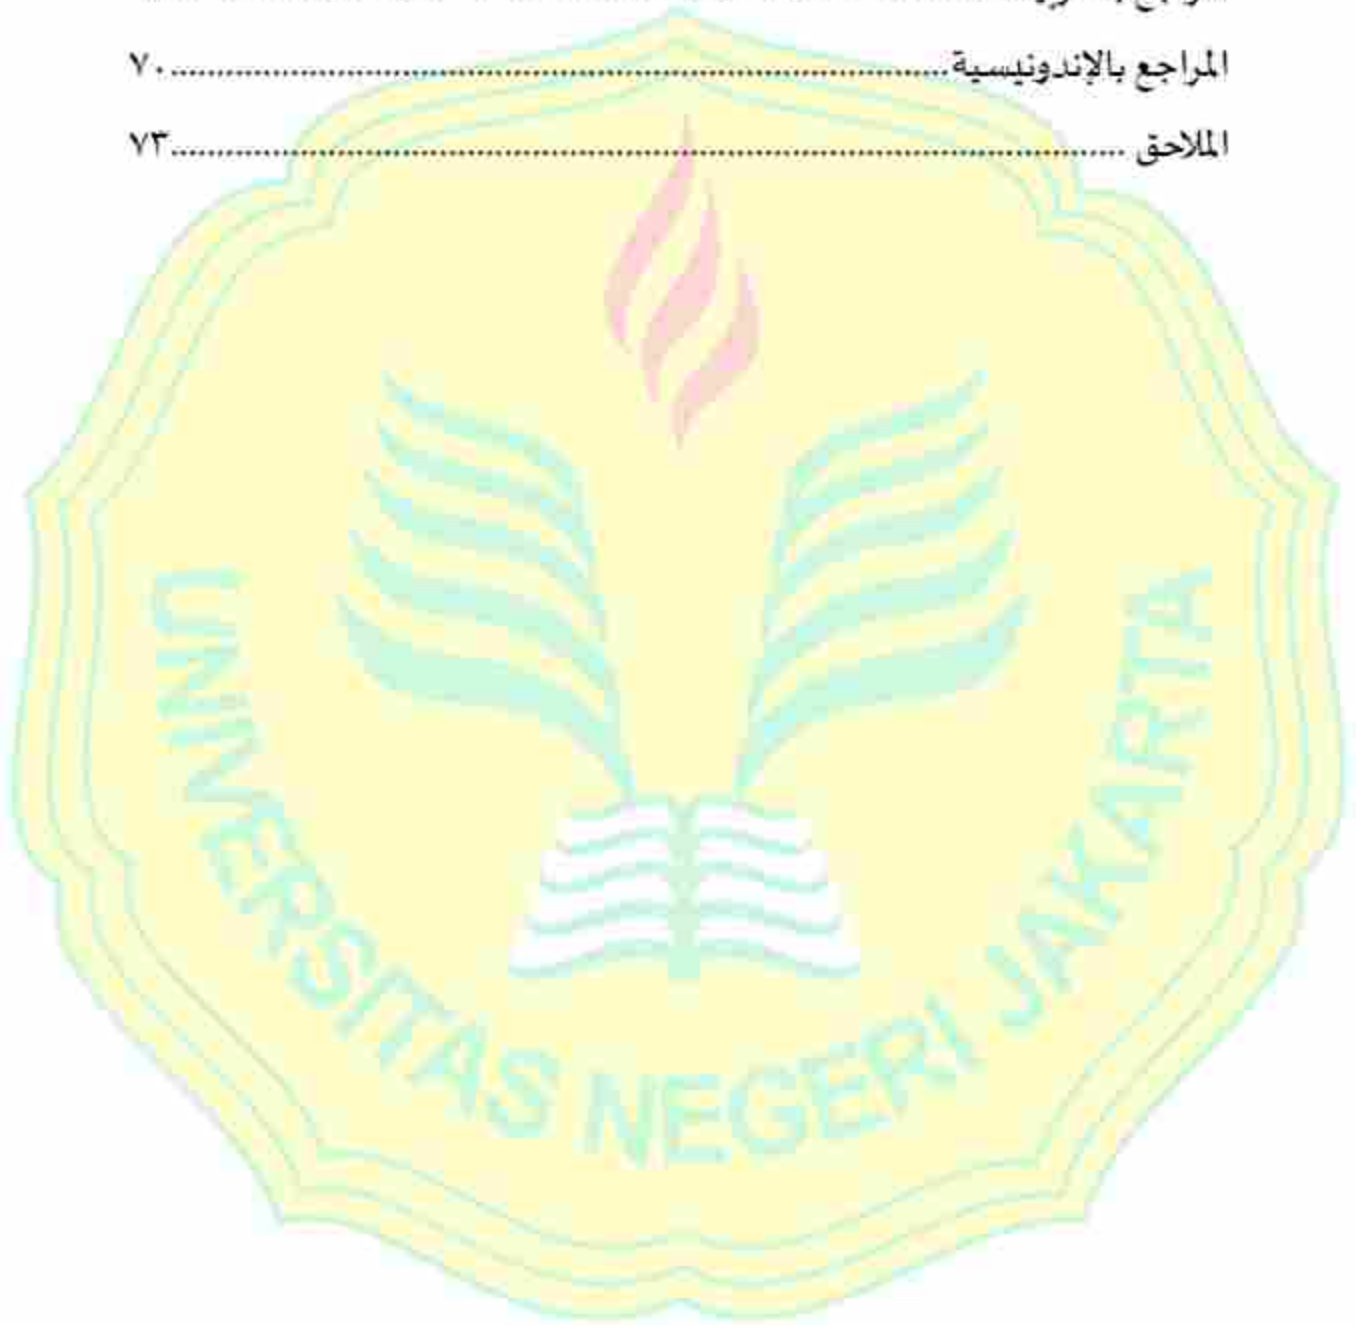 المراجع بالإندونيسية .......... ٧٠
الملاحق .......... ٧٣
UNIVERSITAS NEGERI JAKARTA